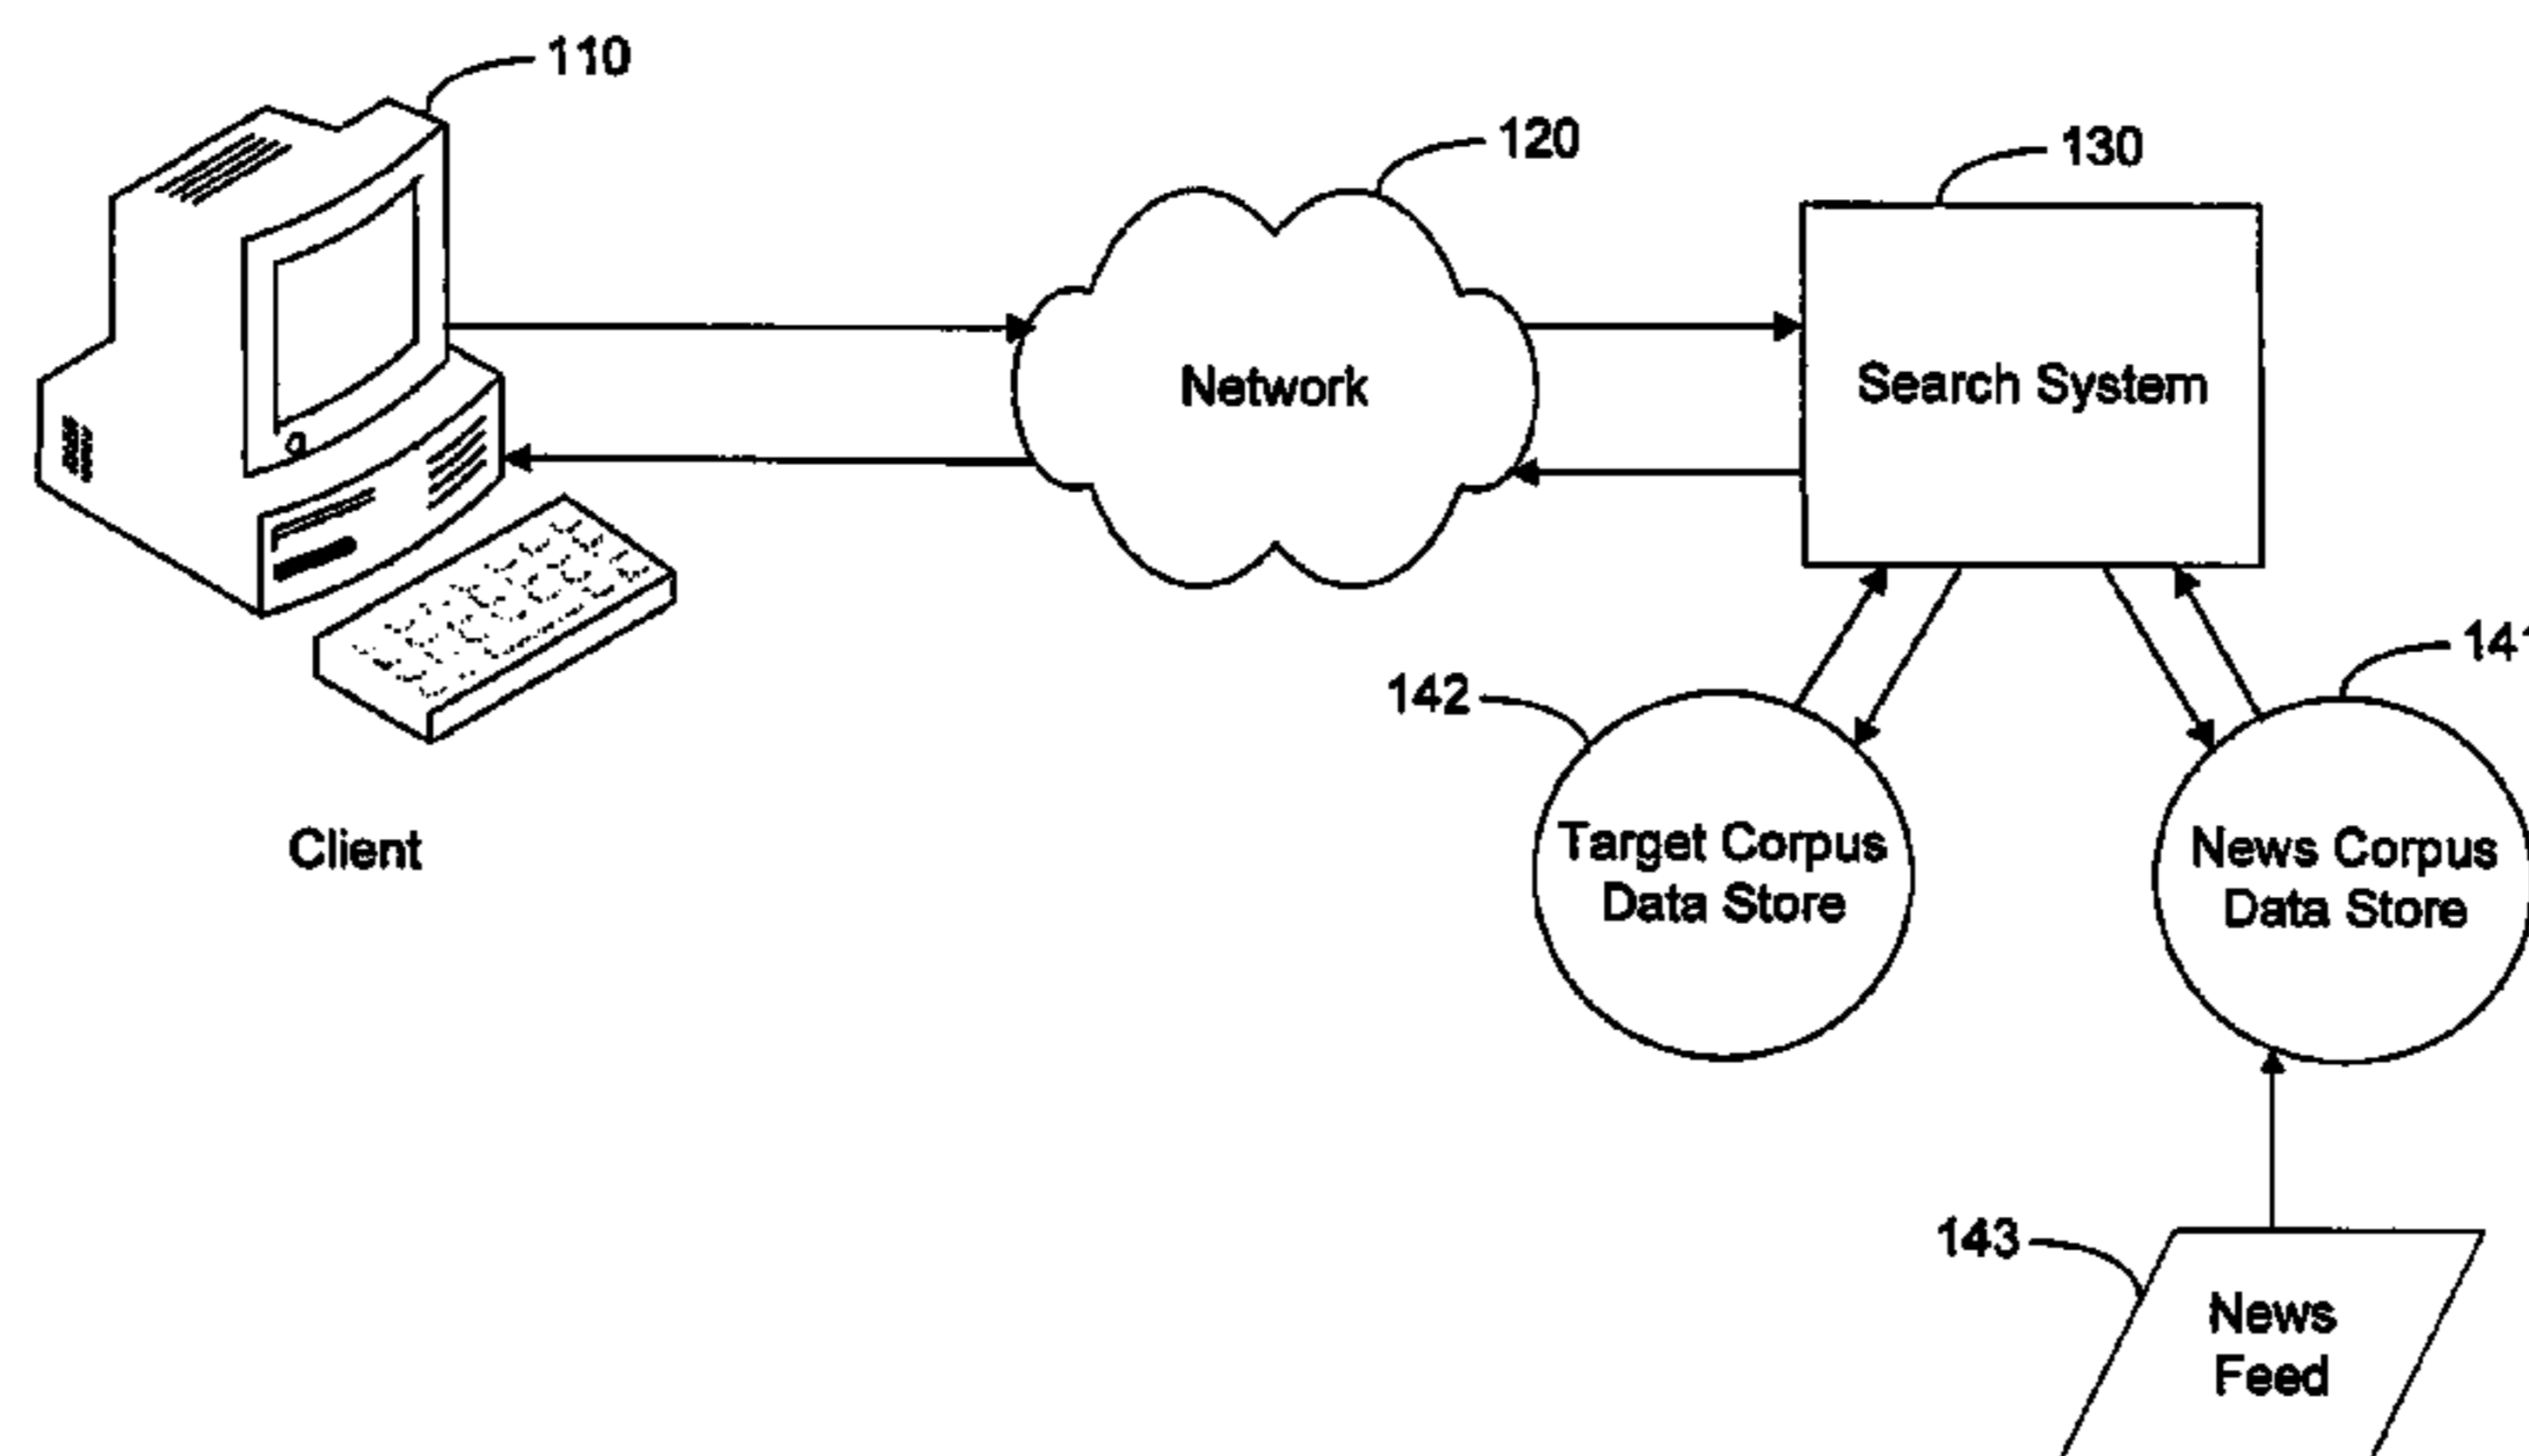 110
120
130
Network
Search System
141
142
Client
Target Corpus
Data Store
News Corpus
Data Store
143
News
Feed